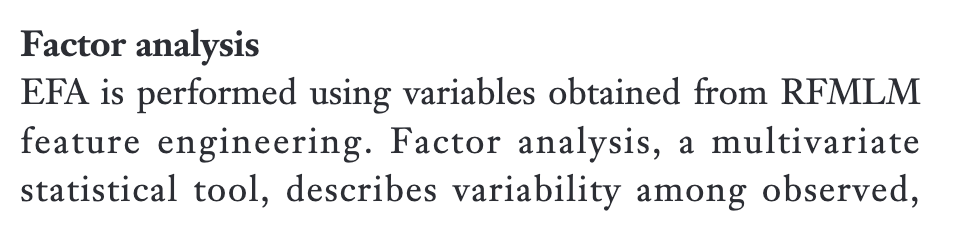 Factor analysis
EFA is performed using variables obtained from RFMLM
feature engineering. Factor analysis, a multivariate
statistical tool, describes variability among observed,